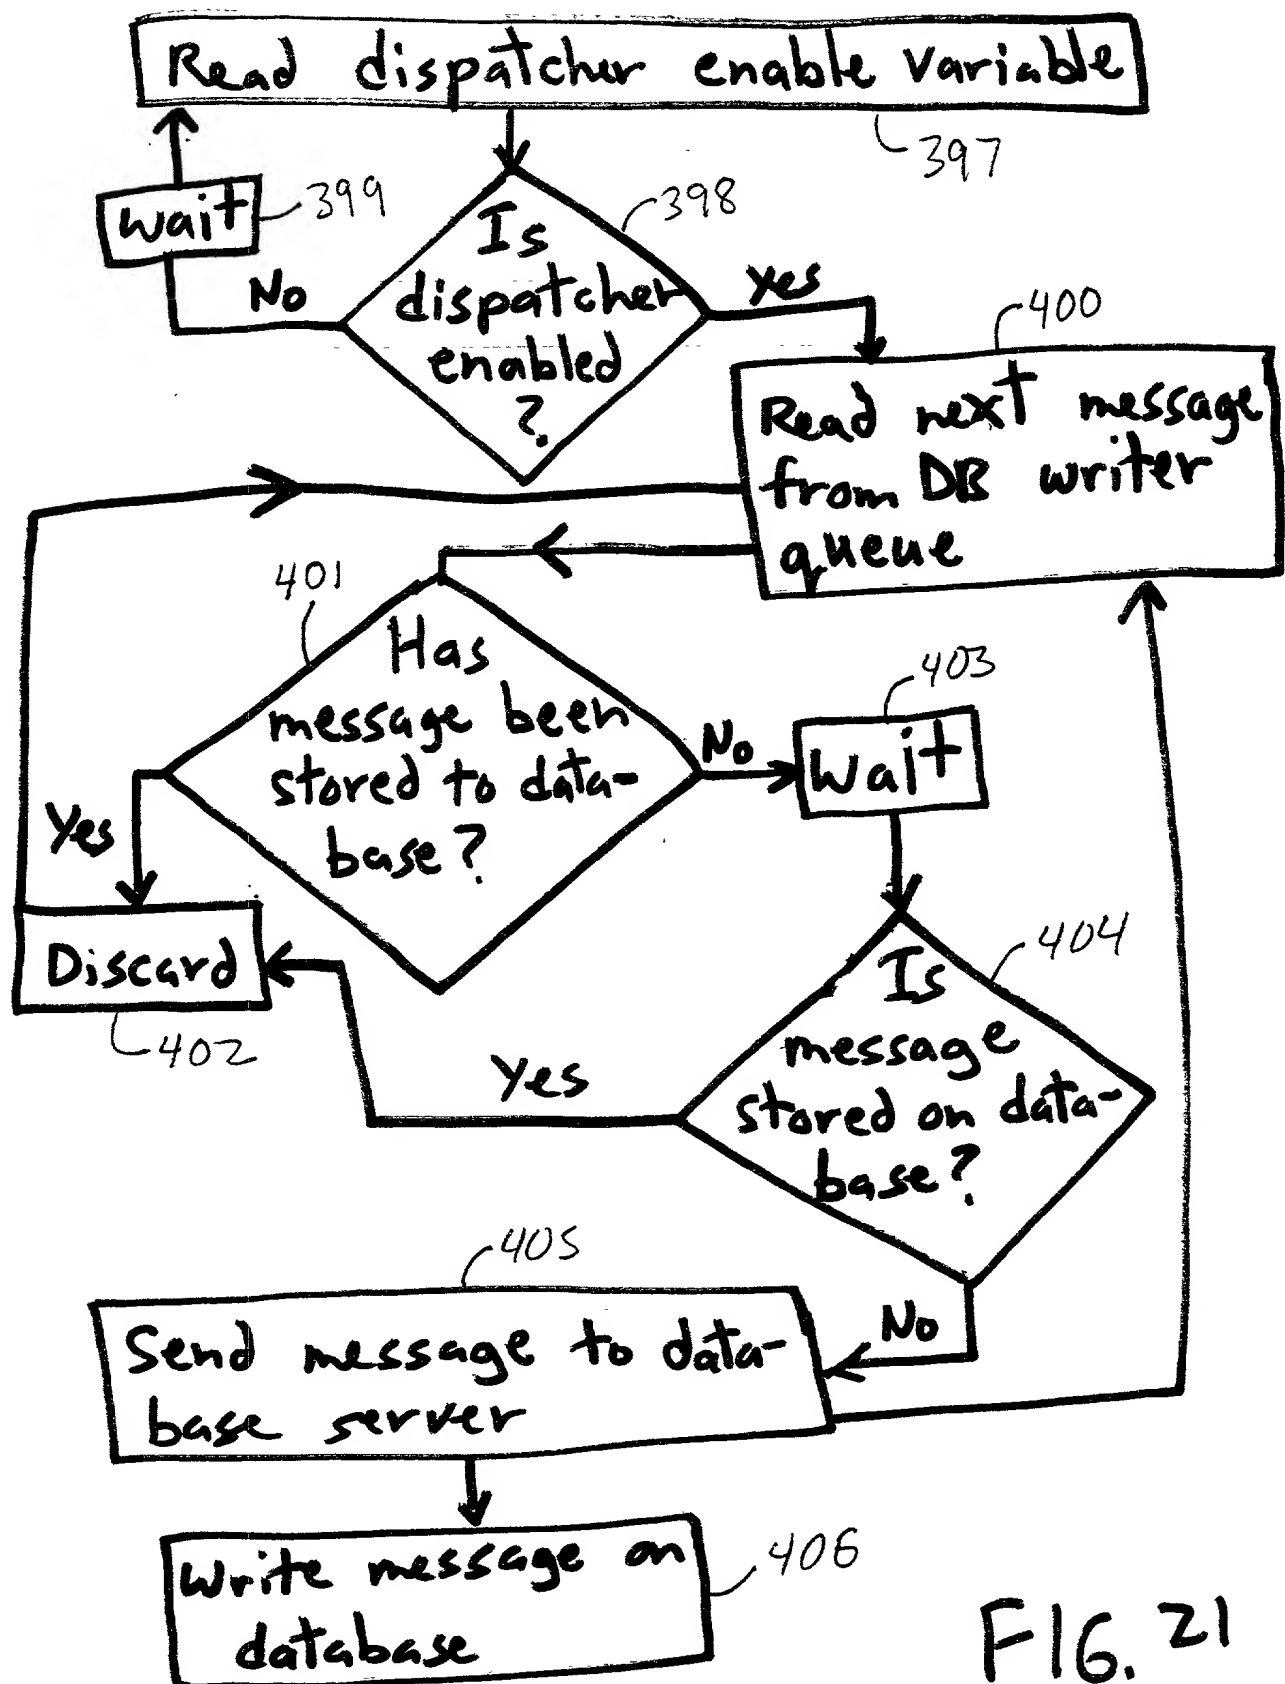 Read dispatcher enable variable
397
wait
399
398
Is
dispatcher
enabled
?
No
Yes
400
Read next message
from DB writer
queue
401
Has
message been
stored to data-
base?
No
403
Wait
Yes
Discard
402
404
Is
message
stored on data-
base?
Yes
405
No
Send message to data-
base server
Write message on
database
406
FIG. 21